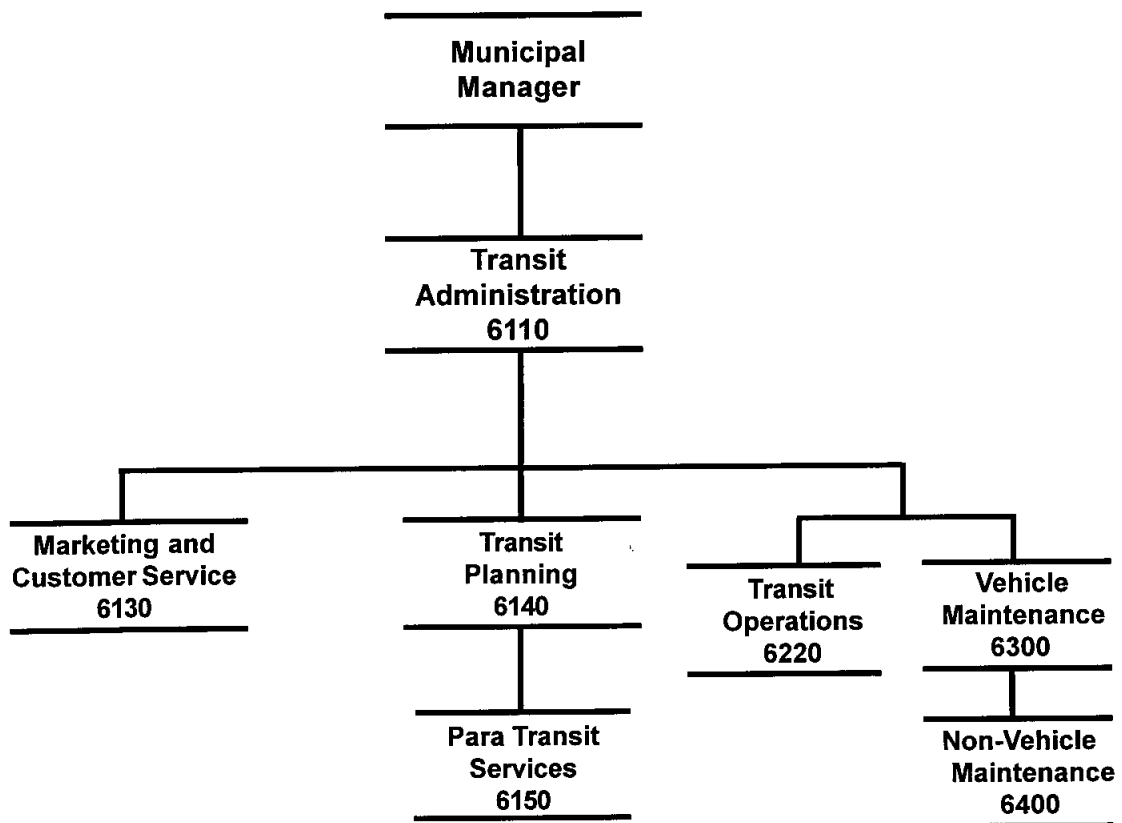 Municipal
Manager
Transit
Administration
6110
Marketing and
Customer Service
6130
Transit
Planning
6140
Para Transit
Services
6150
Transit
Operations
6220
Vehicle
Maintenance
6300
Non-Vehicle
Maintenance
6400